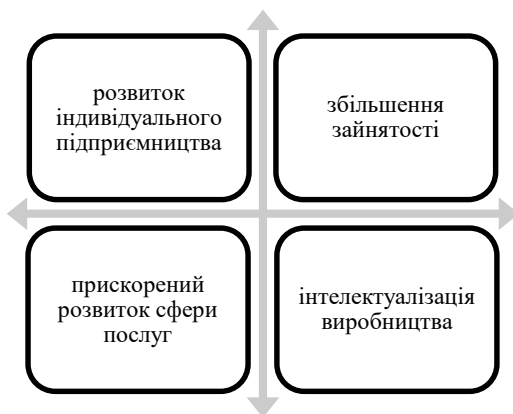 розвиток
індивідуального
підприємництва
збільшення
зайнятості
прискорений
розвиток сфери
послуг
інтелектуалізація
виробництва